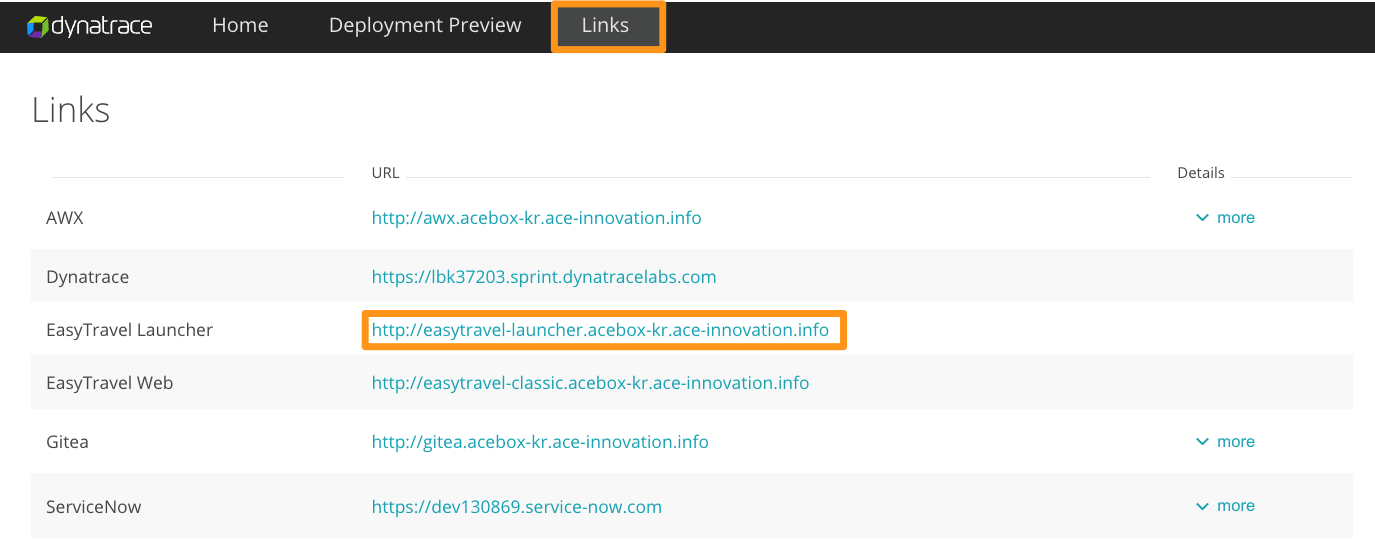 dynatrace Home Deployment Preview Links
Links
URL Details
AWX http://awx.acebox-kr.ace-innovation.info more
Dynatrace https://lbk37203.sprint.dynatracelabs.com
EasyTravel Launcher http://easytravel-launcher.acebox-kr.ace-innovation.info
EasyTravel Web http://easytravel-classic.acebox-kr.ace-innovation.info
Gitea http://gitea.acebox-kr.ace-innovation.info more
ServiceNow https://dev130869.service-now.com more